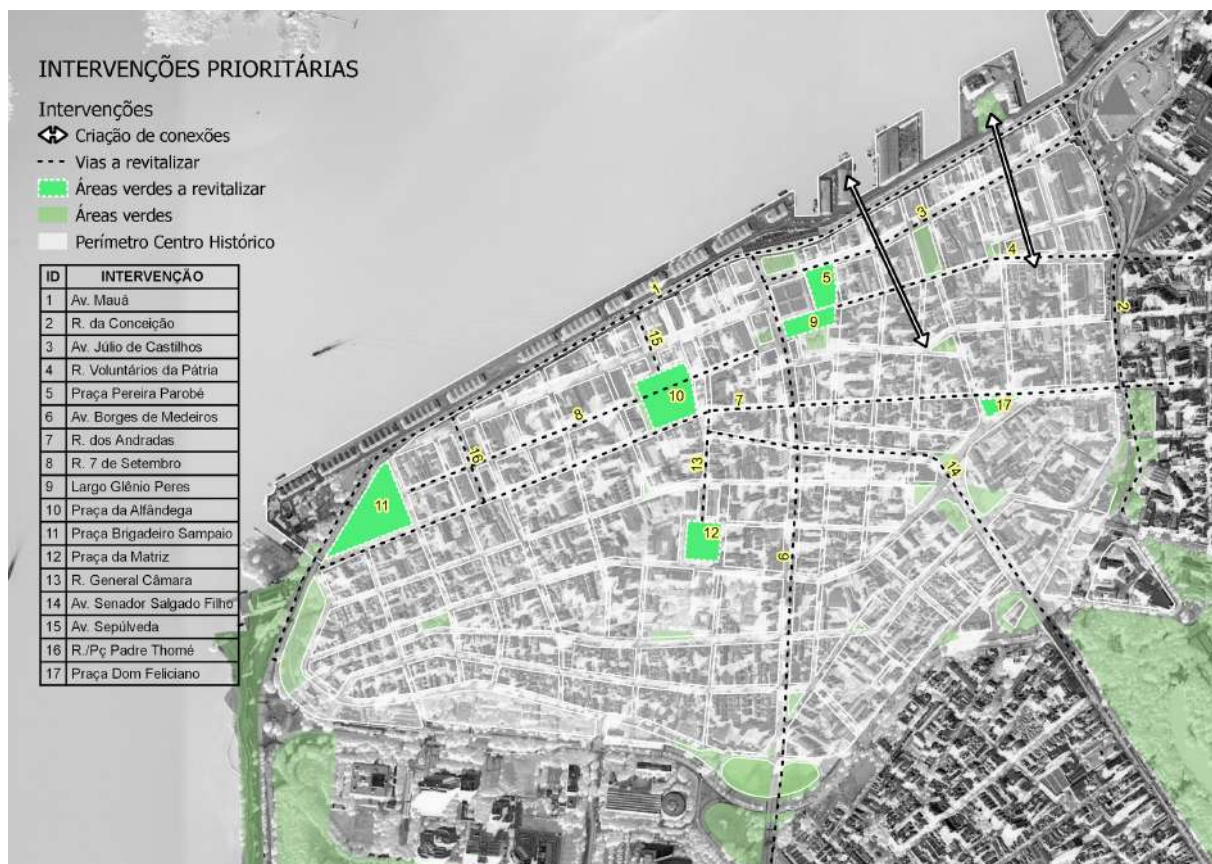 INTERVENÇÕES PRIORITÁRIAS
Intervenções
Criação de conexões
Vias a revitalizar
Áreas verdes a revitalizar
Áreas verdes
Perímetro Centro Histórico
ID INTERVENÇÃO
1 Av. Mauá
2 R. da Conceição
3 Av. Júlio de Castilhos
4 R. Voluntários da Pátria
5 Praça Pereira Parobé
6 Av. Borges de Medeiros
7 R. dos Andradas
8 R. 7 de Setembro
9 Largo Glênio Peres
10 Praça da Alfândega
11 Praça Brigadeiro Sampaio
12 Praça da Matriz
13 R. General Câmara
14 Av. Senador Salgado Filho
15 Av. Sepúlveda
16 R./Pç Padre Thomé
17 Praça Dom Feliciano
3
4
5
1
2
9
15
10
7
17
8
16
13
14
11
12
6